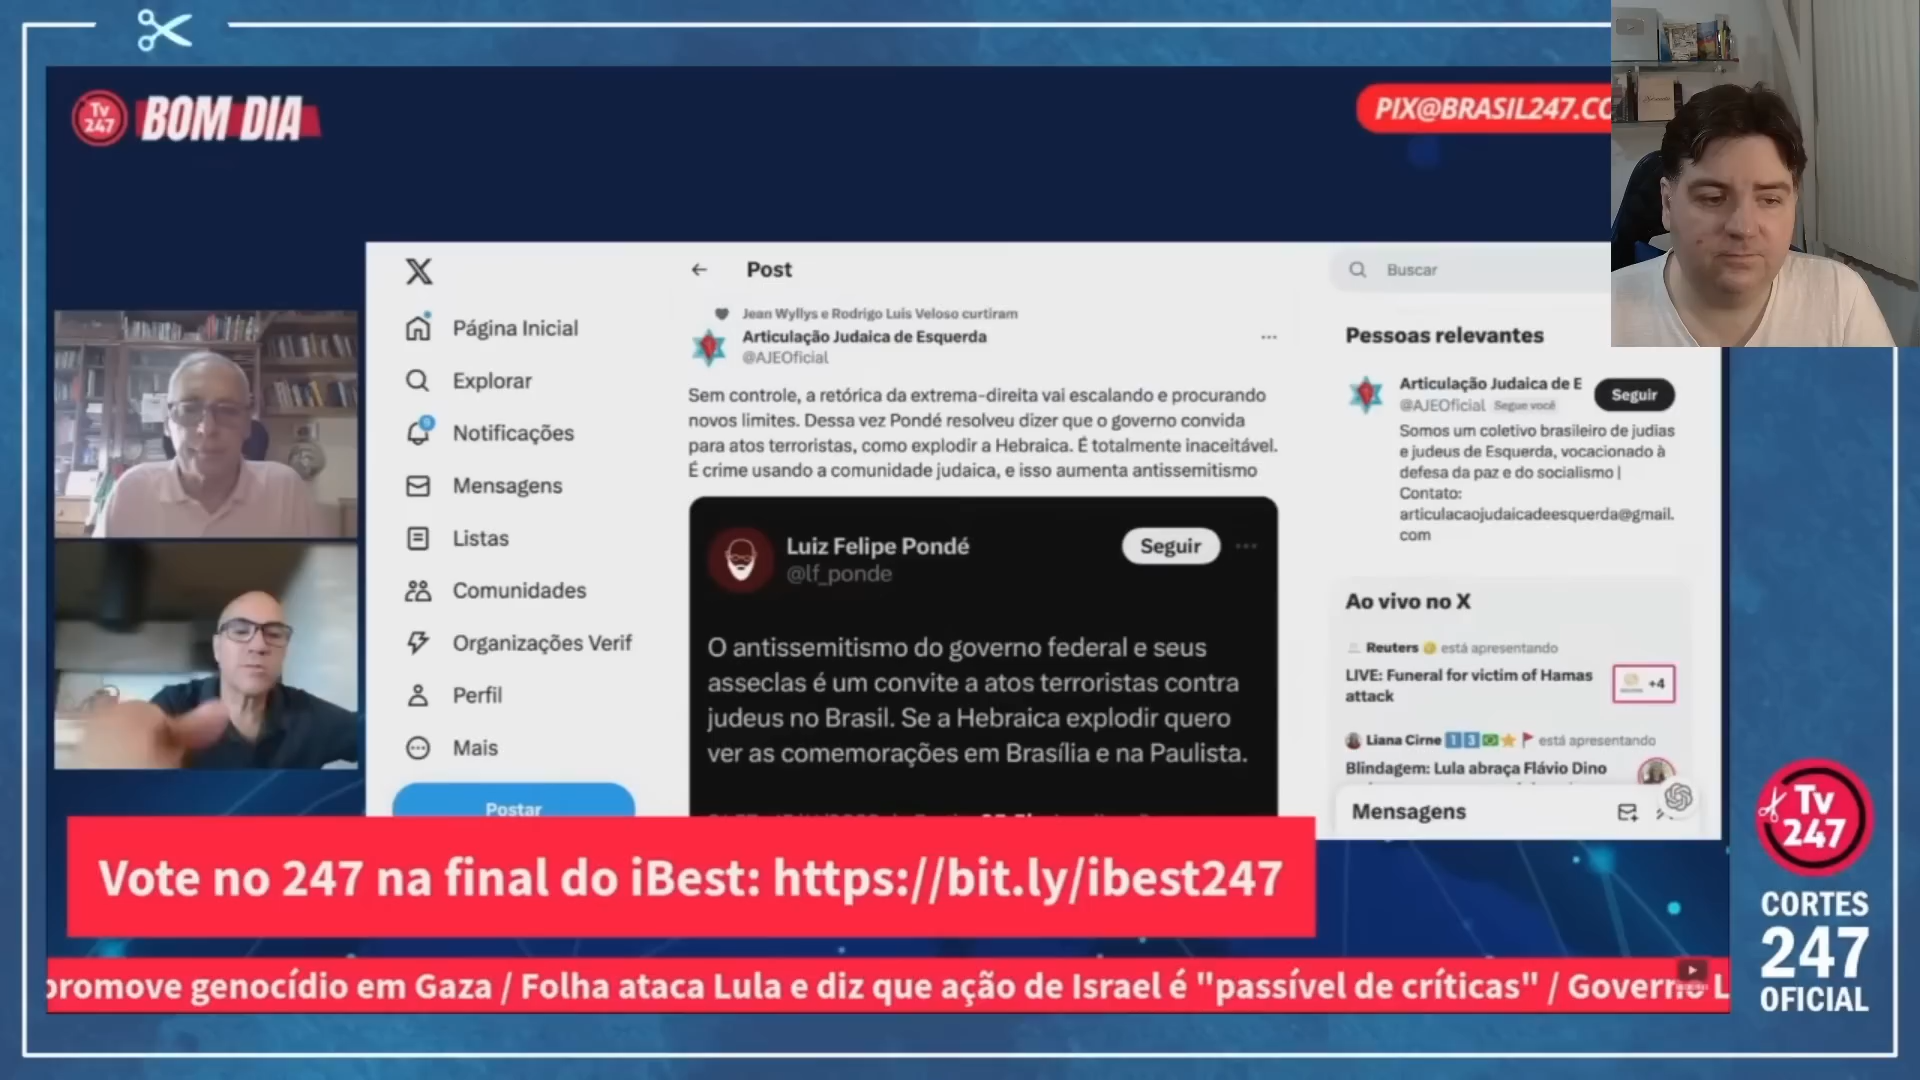 Tv 247 BOM DIA
PIX@BRASIL247.CO
X
Página Inicial
Explorar
Notificações
Mensagens
Listas
Comunidades
Organizações Verif
Perfil
Mais
Postar
Post
Jean Wyllys e Rodrigo Luis Veloso curtiram
Articulação Judaica de Esquerda
@AJEOficial
Sem controle, a retórica da extrema-direita vai escalando e procurando
novos limites. Dessa vez Pondé resolveu dizer que o governo convida
para atos terroristas, como explodir a Hebraica. É totalmente inaceitável.
É crime usando a comunidade judaica, e isso aumenta antissemitismo
Luiz Felipe Pondé
@lf_ponde
Seguir
O antissemitismo do governo federal e seus
asseclas é um convite a atos terroristas contra
judeus no Brasil. Se a Hebraica explodir quero
ver as comemorações em Brasília e na Paulista.
Buscar
Pessoas relevantes
Articulação Judaica de E
@AJEOficial Segue você
Seguir
Somos um coletivo brasileiro de judias
e judeus de Esquerda, vocacionado à
defesa da paz e do socialismo |
Contato:
articulacaojudaicadeesquerda@gmail.
com
Ao vivo no X
Reuters está apresentando
LIVE: Funeral for victim of Hamas
attack
+4
Liana Cirne 13 está apresentando
Blindagem: Lula abraça Flávio Dino
Mensagens
Vote no 247 na final do iBest: https://bit.ly/ibest247
promove genocídio em Gaza / Folha ataca Lula e diz que ação de Israel é "passível de críticas" / Governo L
Tv
247
CORTES
247
OFICIAL